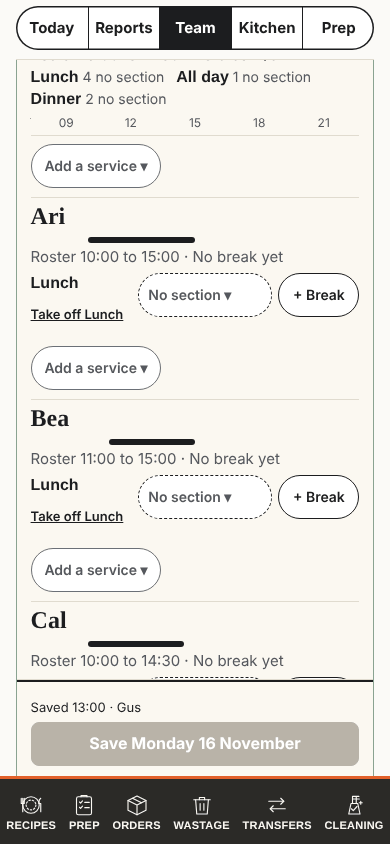 Today Reports Team Kitchen Prep
Lunch 4 no section All day 1 no section
Dinner 2 no section
09 12 15 18 21
Add a service ▾
Ari
Roster 10:00 to 15:00 · No break yet
Lunch No section ▾ + Break
Take off Lunch
Add a service ▾
Bea
Roster 11:00 to 15:00 · No break yet
Lunch No section ▾ + Break
Take off Lunch
Add a service ▾
Cal
Roster 10:00 to 14:30 · No break yet
Saved 13:00 · Gus
Save Monday 16 November
RECIPES PREP ORDERS WASTAGE TRANSFERS CLEANING